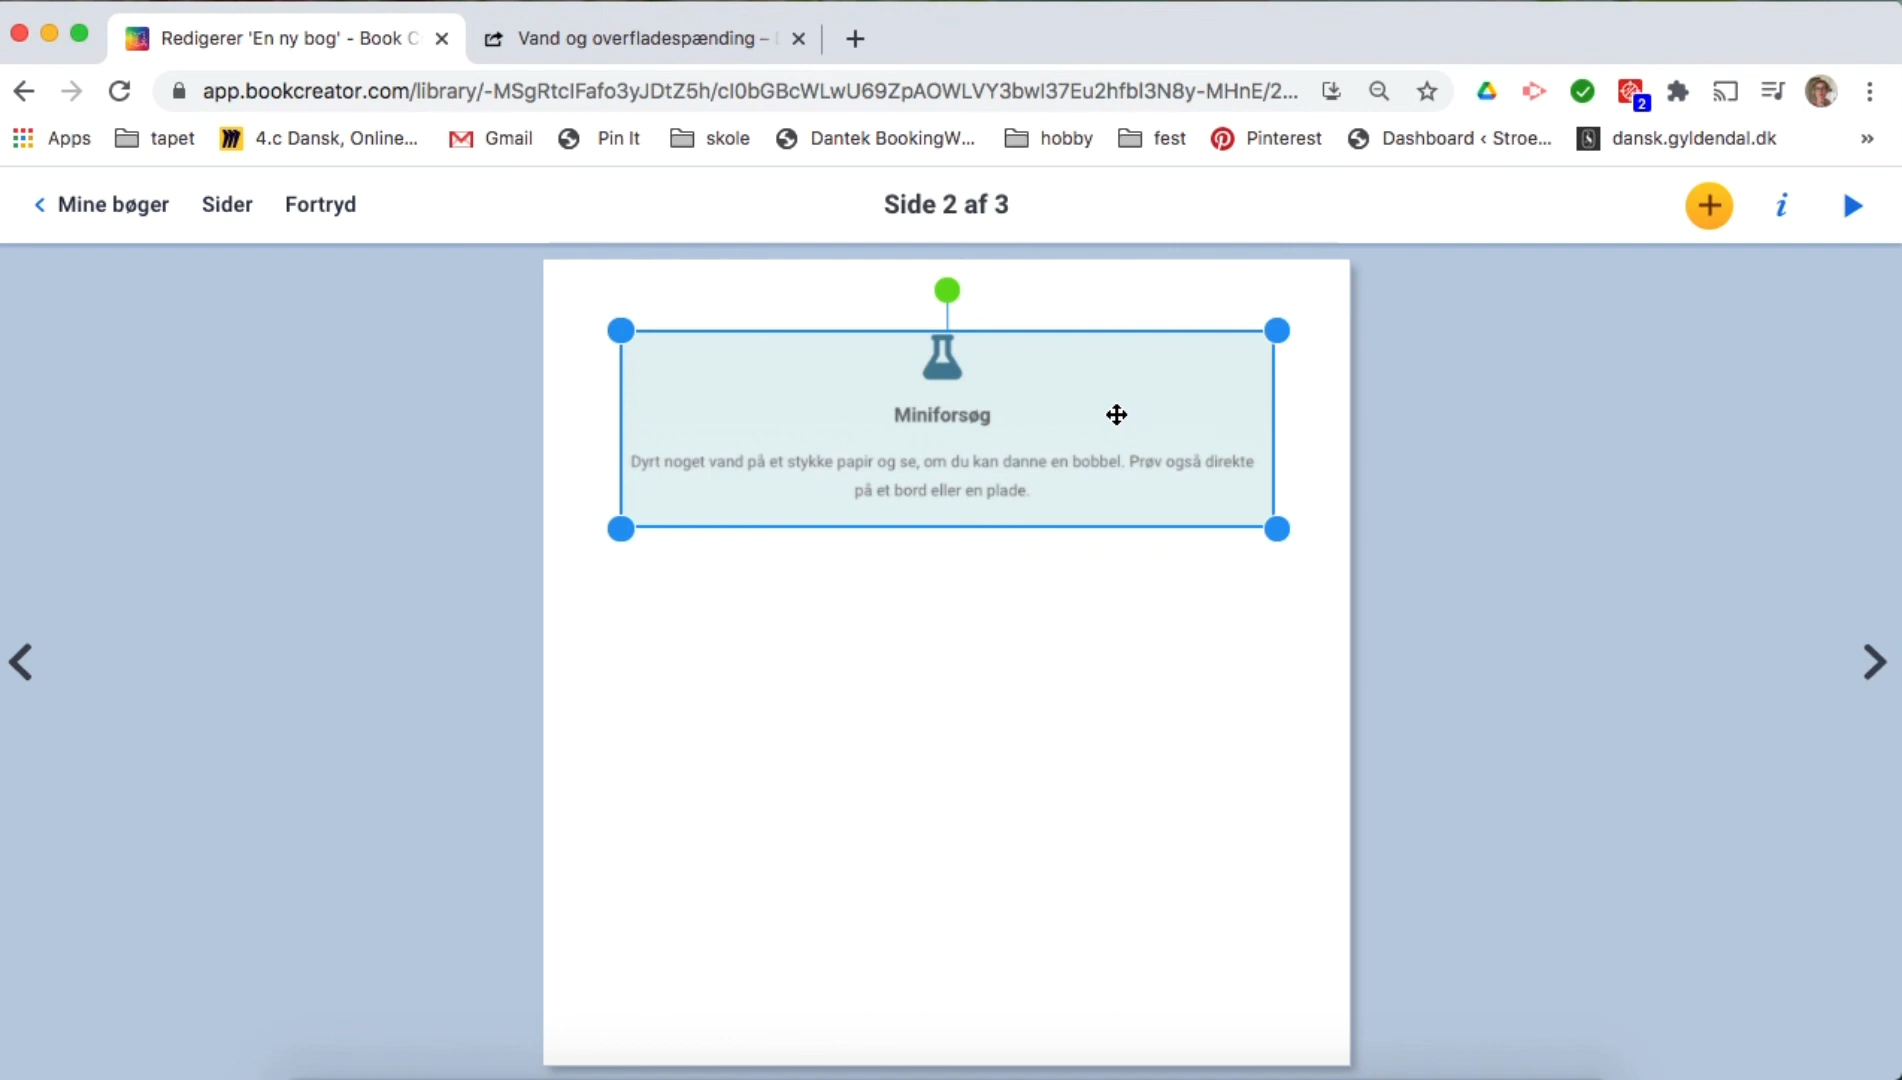 Redigerer 'En ny bog' - Book C
Vand og overfladespænding –
app.bookcreator.com/library/-MSgRtcIFafo3yJDtZ5h/cI0bGBcWLwU69ZpAOWLVY3bwI37Eu2hfbl3N8y-MHnE/2...
2
Apps
tapet
4.c Dansk, Online...
Gmail
Pin It
skole
Dantek BookingW...
hobby
fest
Pinterest
Dashboard ‹ Stroe...
dansk.gyldendal.dk
»
Mine bøger
Sider
Fortryd
Side 2 af 3
i
Miniforsøg
Dyrt noget vand på et stykke papir og se, om du kan danne en bobbel. Prøv også direkte
på et bord eller en plade.